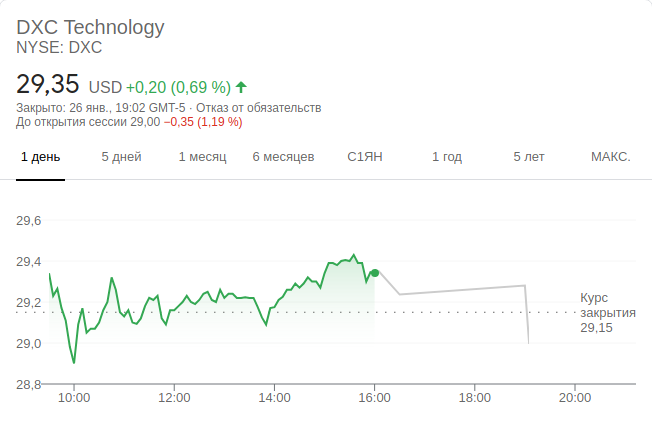 DXC Technology
NYSE: DXC
29,35 USD +0,20 (0,69 %)
Закрыто: 26 янв., 19:02 GMT-5 · Отказ от обязательств
До открытия сессии 29,00 −0,35 (1,19 %)
1 день 5 дней 1 месяц 6 месяцев С1ЯН 1 год 5 лет МАКС.
29,6
29,4
29,2
Курс
закрытия
29,15
29,0
28,8
10:00 12:00 14:00 16:00 18:00 20:00